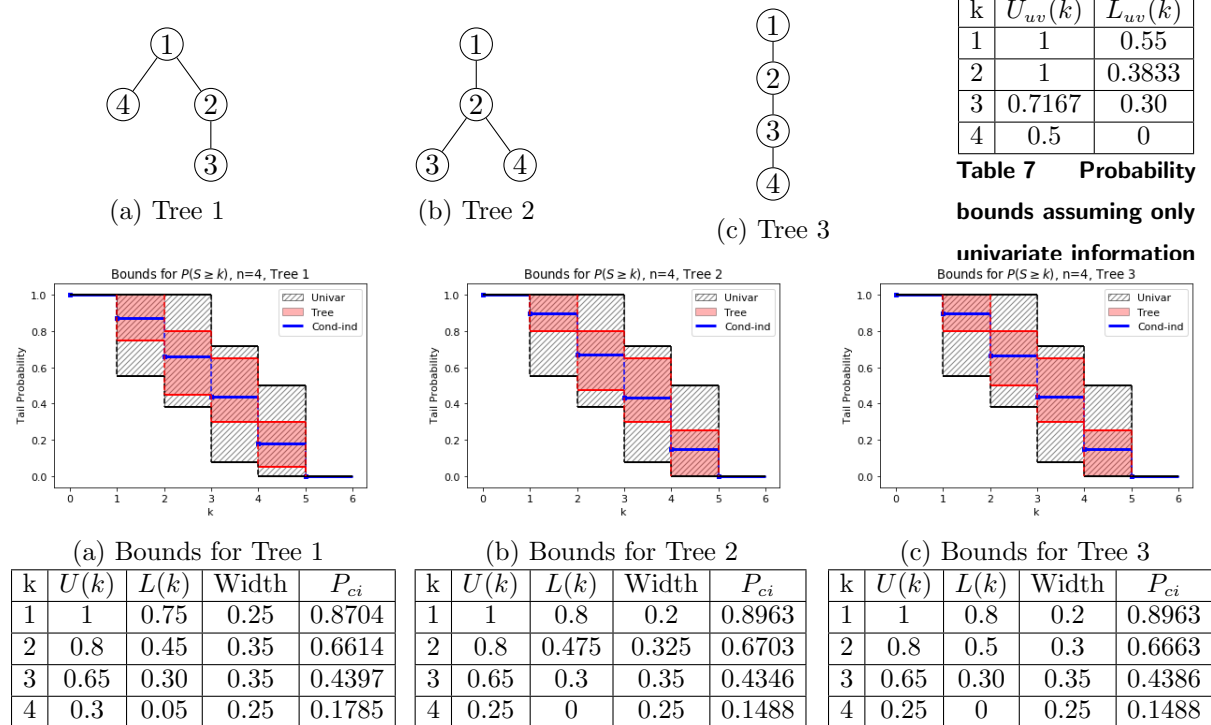 1
4 2
3
(a) Tree 1
1
2
3 4
(b) Tree 2
1
2
3
4
(c) Tree 3
k U_{uv}(k) L_{uv}(k)
1 1 0.55
2 1 0.3833
3 0.7167 0.30
4 0.5 0
Table 7 Probability
bounds assuming only
univariate information
Bounds for P(S ≥ k), n=4, Tree 1
Univar
Tree
Cond-ind
Tail Probability
1.0
0.8
0.6
0.4
0.2
0.0
0 1 2 3 4 5 6
k
(a) Bounds for Tree 1
Bounds for P(S ≥ k), n=4, Tree 2
Univar
Tree
Cond-ind
Tail Probability
1.0
0.8
0.6
0.4
0.2
0.0
0 1 2 3 4 5 6
k
(b) Bounds for Tree 2
Bounds for P(S ≥ k), n=4, Tree 3
Univar
Tree
Cond-ind
Tail Probability
1.0
0.8
0.6
0.4
0.2
0.0
0 1 2 3 4 5 6
k
(c) Bounds for Tree 3
k U(k) L(k) Width P_{ci}
1 1 0.75 0.25 0.8704
2 0.8 0.45 0.35 0.6614
3 0.65 0.30 0.35 0.4397
4 0.3 0.05 0.25 0.1785
k U(k) L(k) Width P_{ci}
1 1 0.8 0.2 0.8963
2 0.8 0.475 0.325 0.6703
3 0.65 0.3 0.35 0.4346
4 0.25 0 0.25 0.1488
k U(k) L(k) Width P_{ci}
1 1 0.8 0.2 0.8963
2 0.8 0.5 0.3 0.6663
3 0.65 0.30 0.35 0.4386
4 0.25 0 0.25 0.1488